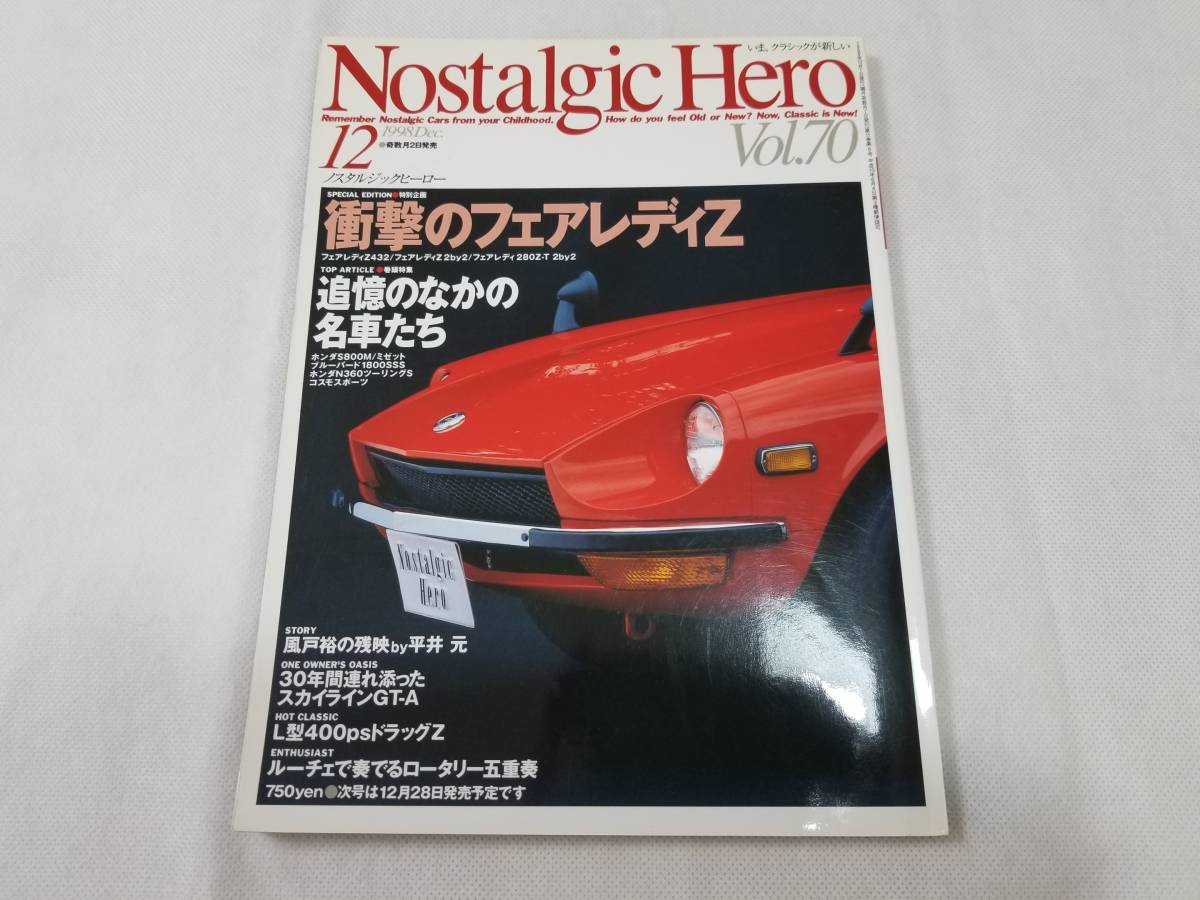 いま、クラシックが新しい
Nostalgic Hero
Remember Nostalgic Cars from your Childhood. How do you feel Old or New? Now, Classic is New!
12 1998.Dec. ●奇数月2日発売
Vol.70
ノスタルジックヒーロー
SPECIAL EDITION●特別企画
衝撃のフェアレディZ
フェアレディZ432/フェアレディZ 2by2/フェアレディ280Z-T 2by2
TOP ARTICLE●巻頭特集
追憶のなかの
名車たち
ホンダS800M/ミゼット
ブルーバード1800SSS
ホンダN360ツーリングS
コスモスポーツ
Nostalgic
Hero
STORY
風戸裕の残映by平井 元
ONE OWNER'S OASIS
30年間連れ添った
スカイラインGT-A
HOT CLASSIC
L型400psドラッグZ
ENTHUSIAST
ルーチェで奏でるロータリー五重奏
750yen●次号は12月28日発売予定です